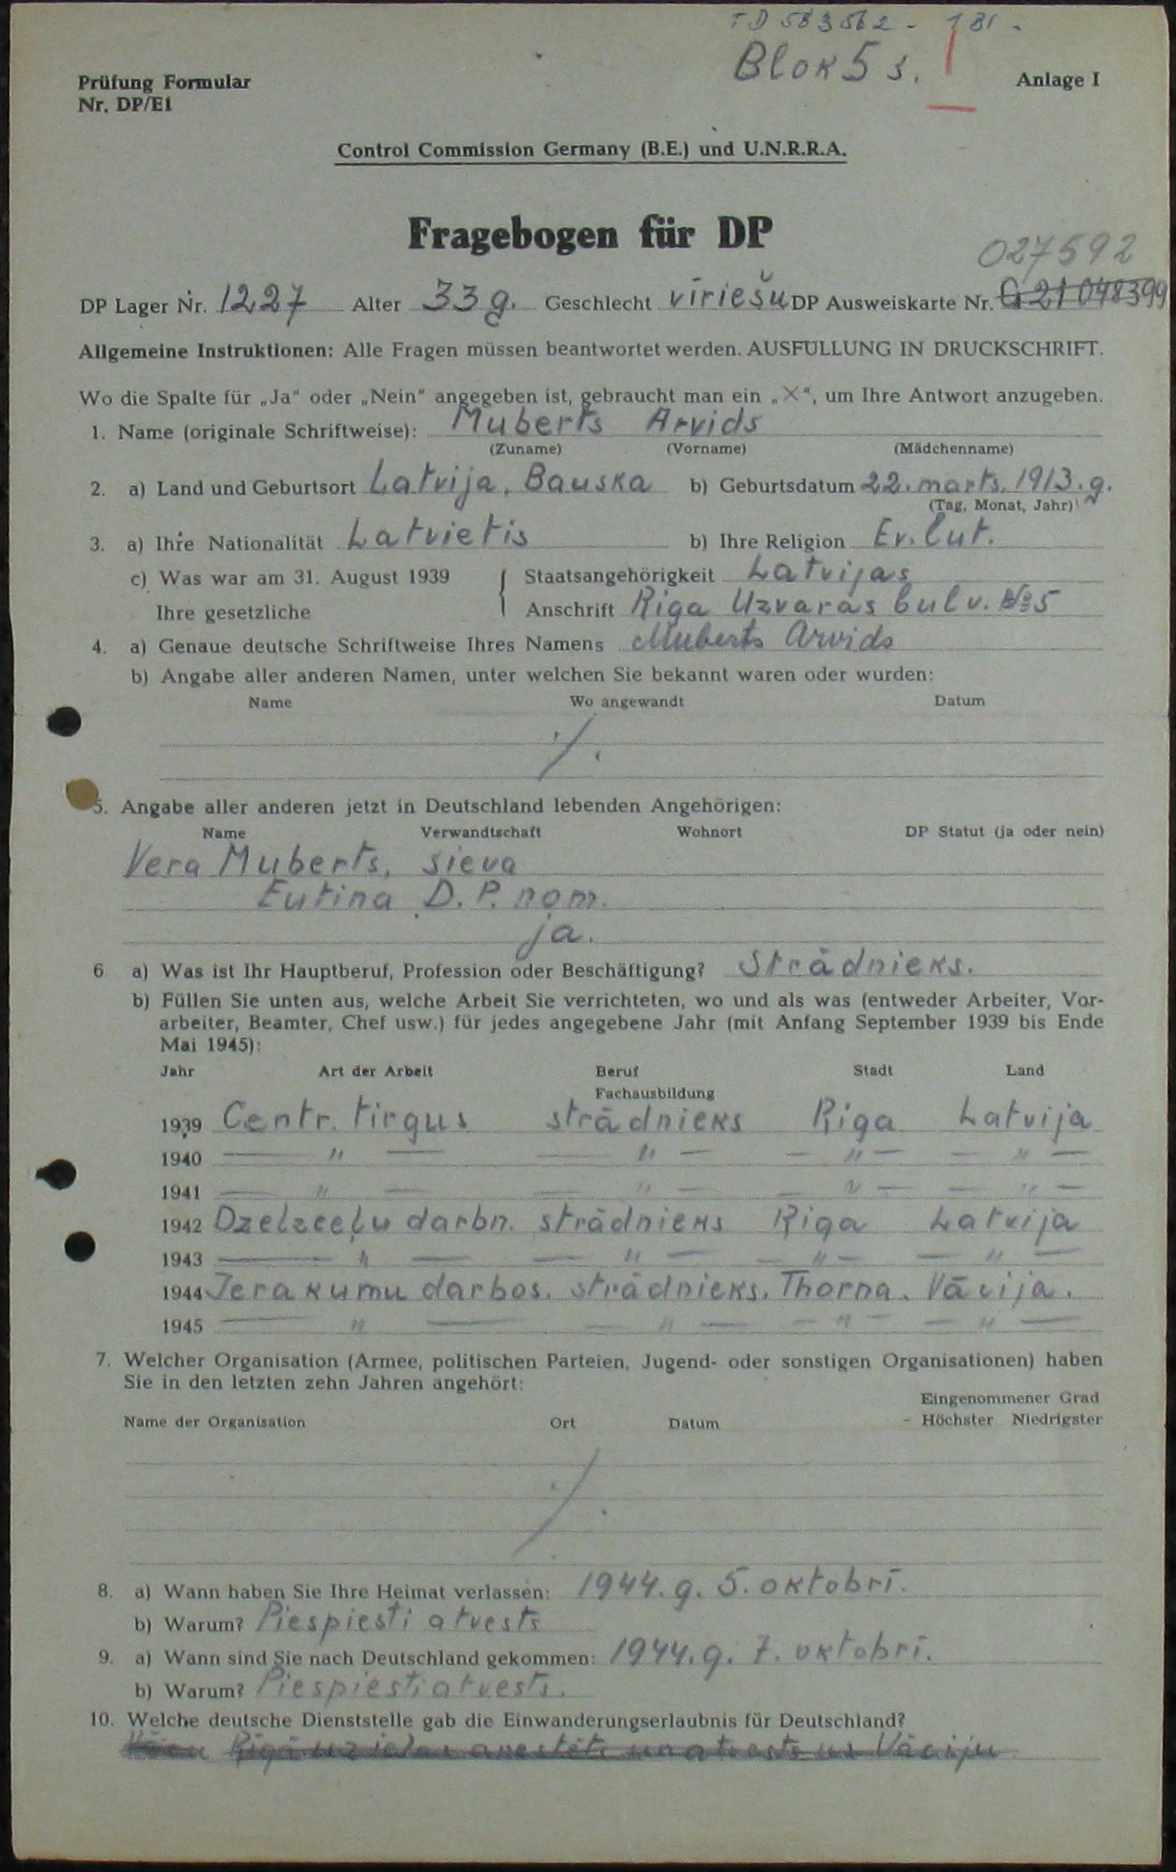 TD 583562 - 1 BI -
Blok 5 s.
Prüfung Formular
Nr. DP/E1
Anlage I
Control Commission Germany (B.E.) und U.N.R.R.A.
Fragebogen für DP
027592
DP Lager Nr. 1227 Alter 33 g. Geschlecht vīriešu DP Ausweiskarte Nr. G 21 048399
Allgemeine Instruktionen: Alle Fragen müssen beantwortet werden. AUSFÜLLUNG IN DRUCKSCHRIFT.
Wo die Spalte für „Ja“ oder „Nein“ angegeben ist, gebraucht man ein „X“, um Ihre Antwort anzugeben.
1. Name (originale Schriftweise): Muberts Arvids
(Zuname) (Vorname) (Mädchenname)
2. a) Land und Geburtsort Latvija, Bauska b) Geburtsdatum 22. marts, 1913. g.
(Tag, Monat, Jahr)
3. a) Ihre Nationalität Latvietis b) Ihre Religion Ev. lut.
c) Was war am 31. August 1939 Staatsangehörigkeit Latvijas
Ihre gesetzliche Anschrift Riga Uzvaras bulv. № 5
4. a) Genaue deutsche Schriftweise Ihres Namens Muberts Arvids
b) Angabe aller anderen Namen, unter welchen Sie bekannt waren oder wurden:
Name Wo angewandt Datum
./.
5. Angabe aller anderen jetzt in Deutschland lebenden Angehörigen:
Name Verwandtschaft Wohnort DP Statut (ja oder nein)
Vera Muberts, sieva
Eutina D.P. nom.
ja.
6 a) Was ist Ihr Hauptberuf, Profession oder Beschäftigung? Strādnieks.
b) Füllen Sie unten aus, welche Arbeit Sie verrichteten, wo und als was (entweder Arbeiter, Vor-
arbeiter, Beamter, Chef usw.) für jedes angegebene Jahr (mit Anfang September 1939 bis Ende
Mai 1945):
Jahr Art der Arbeit Beruf Stadt Land
Fachausbildung
1939 Centr. tirgus strādnieks Riga Latvija
1940 — " — — " — — " — — " —
1941 — " — — " — — " — — " —
1942 Dzelzceļu darbn. strādnieks Riga Latvija
1943 — " — — " — — " — — " —
1944 Ierakumu darbos. strādnieks. Thorna. Vācija.
1945 — " — — " — — " — — " —
7. Welcher Organisation (Armee, politischen Parteien, Jugend- oder sonstigen Organisationen) haben
Sie in den letzten zehn Jahren angehört:
Eingenommener Grad
Name der Organisation Ort Datum - Höchster Niedrigster
./.
8. a) Wann haben Sie Ihre Heimat verlassen: 1944. g. 5. oktobrī.
b) Warum? Piespiesti atvests
9. a) Wann sind Sie nach Deutschland gekommen: 1944. g. 7. oktobrī.
b) Warum? Piespiesti atvests.
10. Welche deutsche Dienststelle gab die Einwanderungserlaubnis für Deutschland?
Rīgā uz ielas arestēts un atvests uz Vāciju